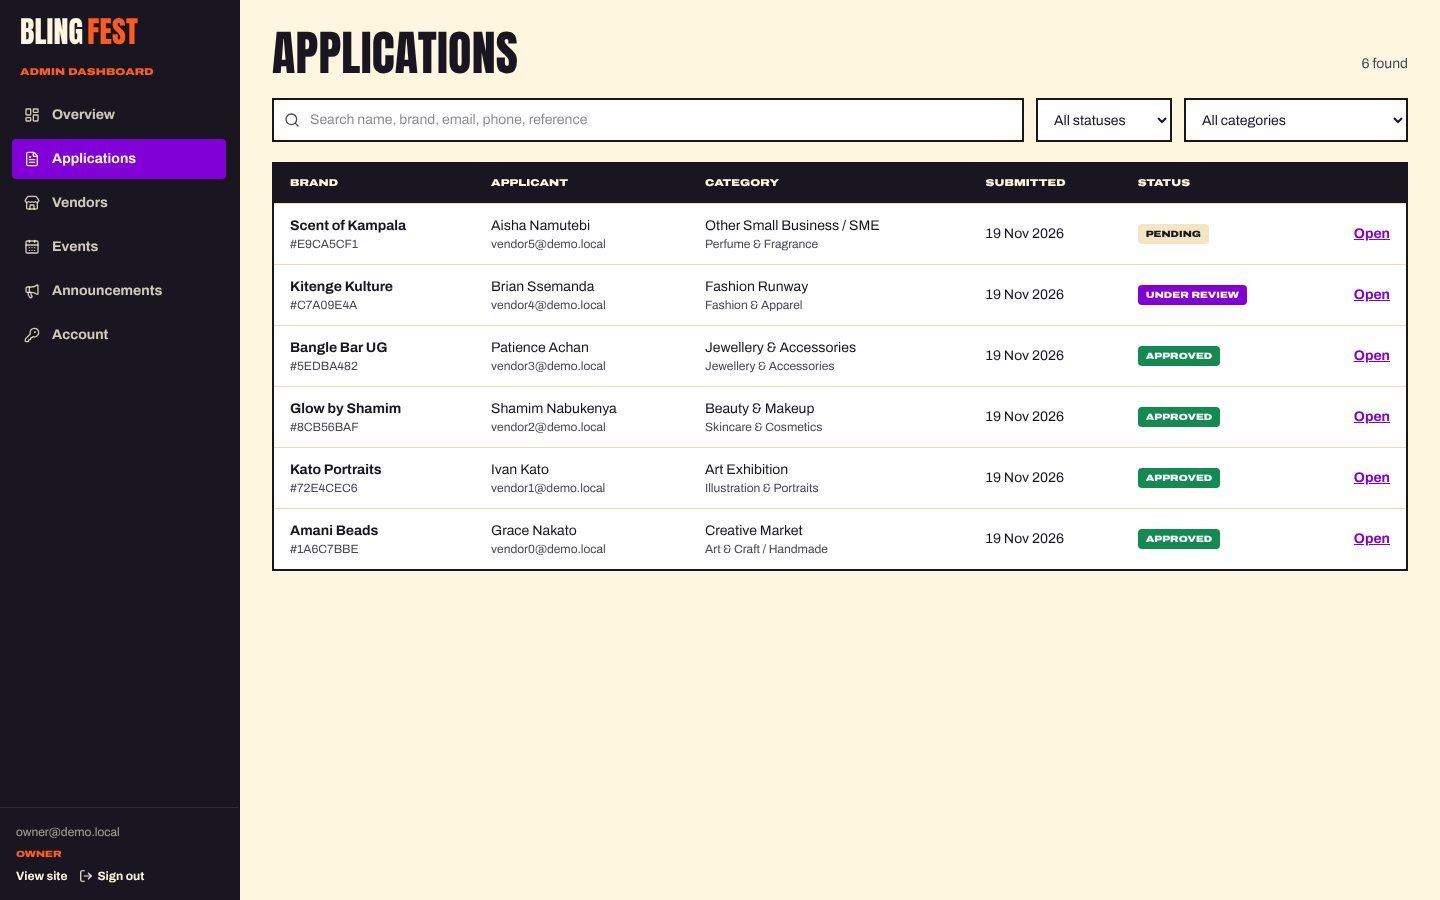 BLING FEST
ADMIN DASHBOARD
Overview
Applications
Vendors
Events
Announcements
Account
owner@demo.local
OWNER
View site Sign out
APPLICATIONS
6 found
Search name, brand, email, phone, reference
All statuses
All categories
BRAND APPLICANT CATEGORY SUBMITTED STATUS
Scent of Kampala Aisha Namutebi Other Small Business / SME 19 Nov 2026 PENDING Open
#E9CA5CF1 vendor5@demo.local Perfume & Fragrance
Kitenge Kulture Brian Ssemanda Fashion Runway 19 Nov 2026 UNDER REVIEW Open
#C7A09E4A vendor4@demo.local Fashion & Apparel
Bangle Bar UG Patience Achan Jewellery & Accessories 19 Nov 2026 APPROVED Open
#5EDBA482 vendor3@demo.local Jewellery & Accessories
Glow by Shamim Shamim Nabukenya Beauty & Makeup 19 Nov 2026 APPROVED Open
#8CB56BAF vendor2@demo.local Skincare & Cosmetics
Kato Portraits Ivan Kato Art Exhibition 19 Nov 2026 APPROVED Open
#72E4CEC6 vendor1@demo.local Illustration & Portraits
Amani Beads Grace Nakato Creative Market 19 Nov 2026 APPROVED Open
#1A6C7BBE vendor0@demo.local Art & Craft / Handmade